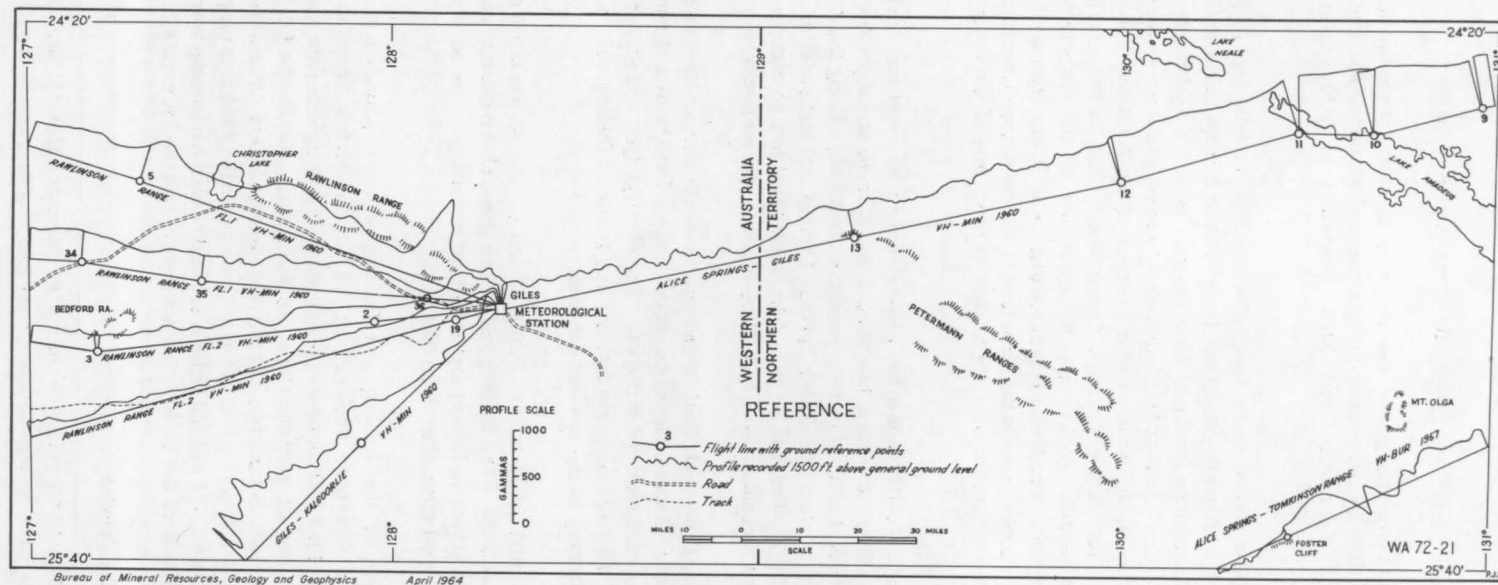 24°20'
127°
128°
129°
130°
24°20'
131°
LAKE
NEALE
9
10
11
LAKE AMADEUS
12
13
CHRISTOPHER
LAKE
RAWLINSON RANGE
5
RAWLINSON RANGE FL.1 VH-MIN 1960
WESTERN AUSTRALIA
NORTHERN TERRITORY
ALICE SPRINGS - GILES VH-MIN 1960
34
RAWLINSON RANGE FL.1 VH-MIN 1960
35
36
GILES
METEOROLOGICAL
STATION
BEDFORD RA.
3
RAWLINSON RANGE FL.2 VH-MIN 1960
2
19
RAWLINSON RANGE FL.2 VH-MIN 1960
GILES - KALGOORLIE VH-MIN 1960
PETERMANN RANGES
MT. OLGA
ALICE SPRINGS - TOMKINSON RANGE VH-BUR 1957
FOSTER
CLIFF
PROFILE SCALE
1000
500
0
GAMMAS
REFERENCE
3
Flight line with ground reference points
Profile recorded 1500 ft. above general ground level
Road
Track
MILES 10 0 10 20 30 MILES
SCALE
WA 72-21
25°40'
127°
128°
130°
131°
25°40'
Bureau of Mineral Resources, Geology and Geophysics April 1964